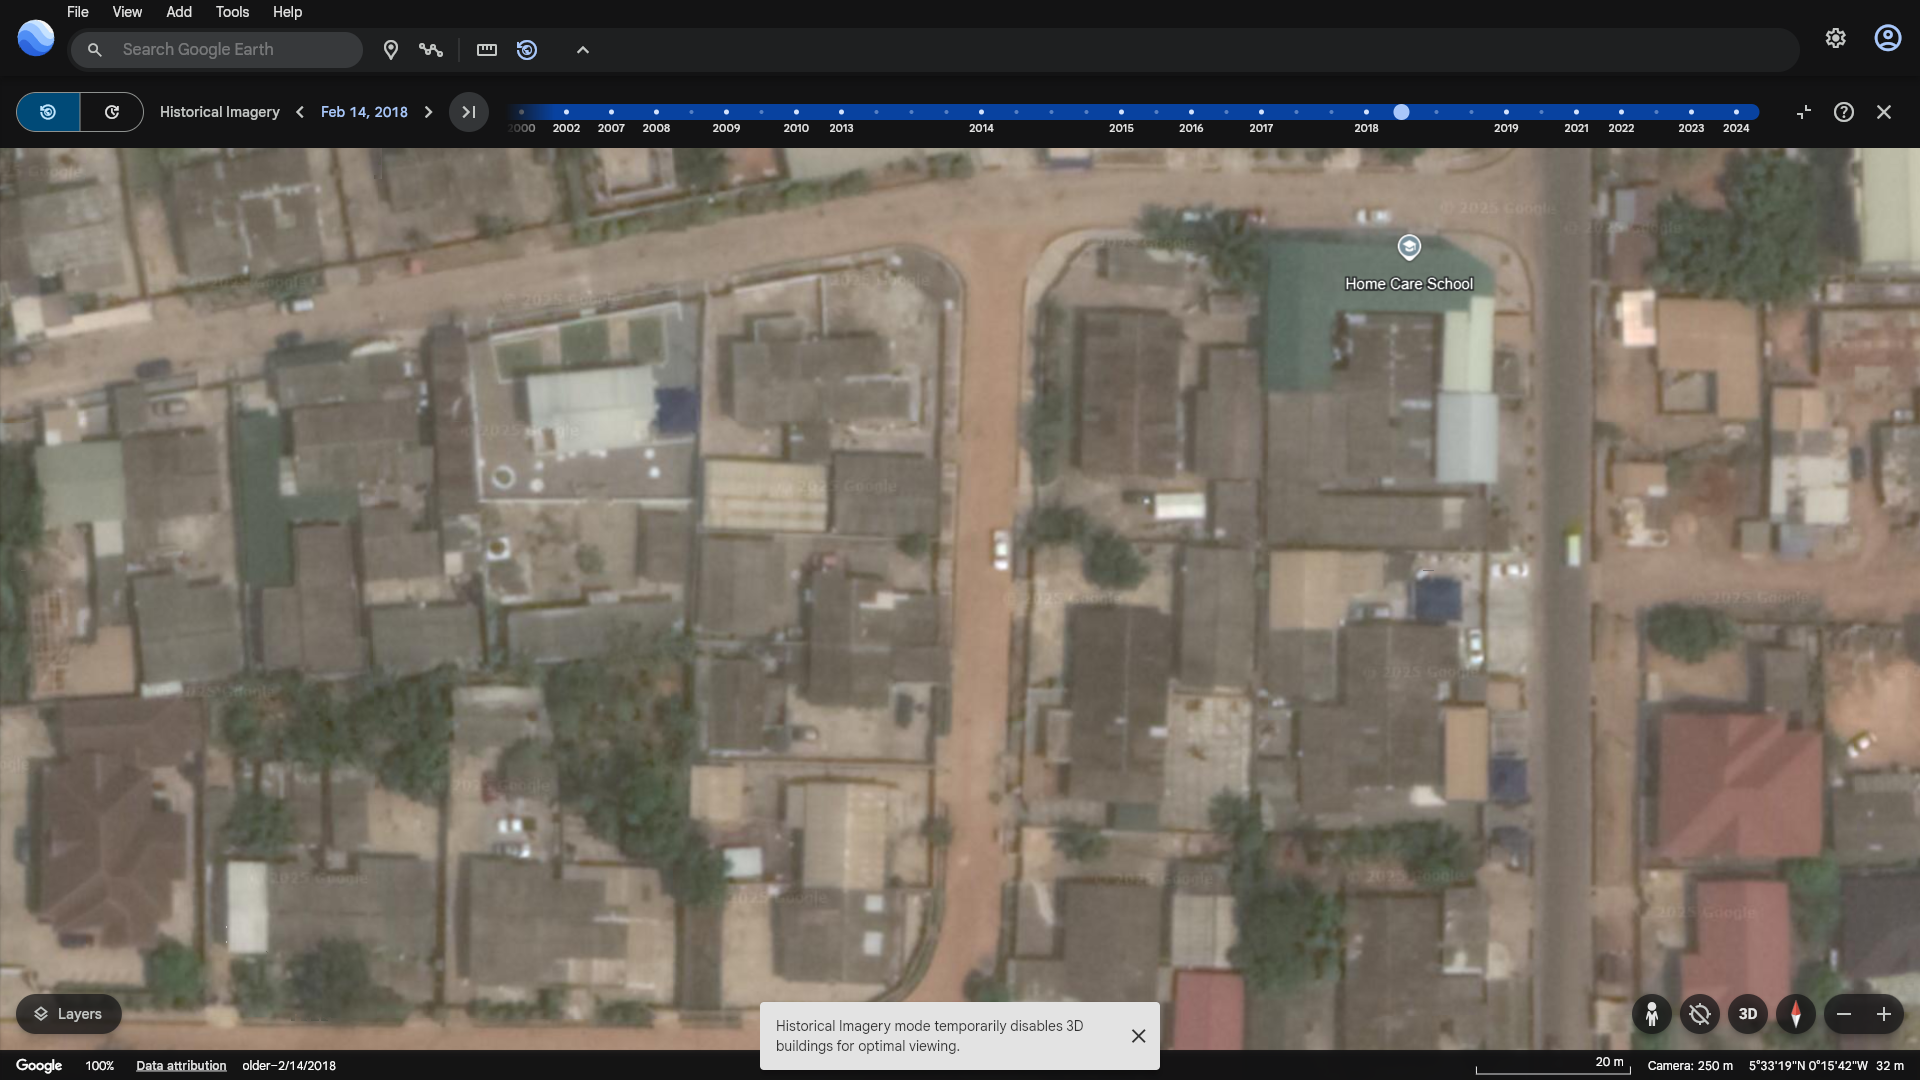 File View Add Tools Help
Search Google Earth
Historical Imagery Feb 14, 2018
2000 2002 2007 2008 2009 2010 2013 2014 2015 2016 2017 2018 2019 2021 2022 2023 2024
Home Care School
© 2025 Google
Layers
Historical Imagery mode temporarily disables 3D
buildings for optimal viewing.
3D
Google 100% Data attribution older–2/14/2018 20 m Camera: 250 m 5°33'19"N 0°15'42"W 32 m